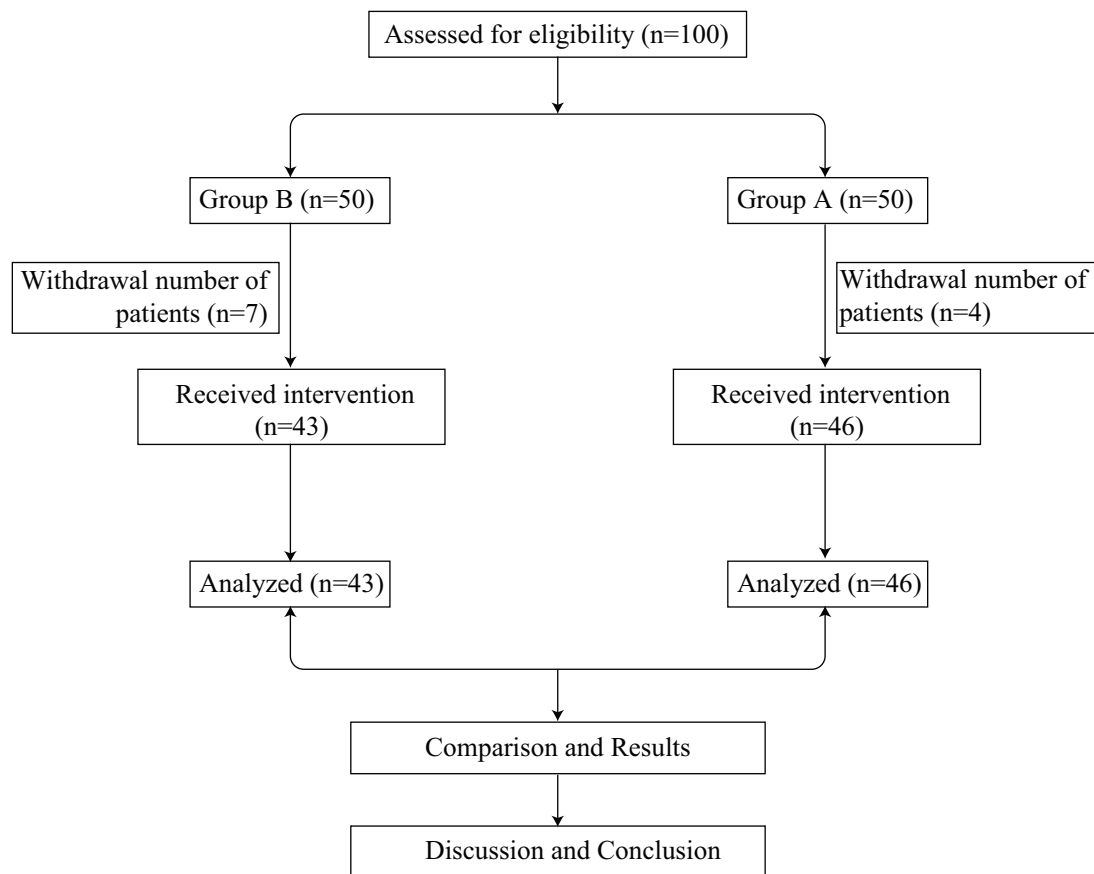 Assessed for eligibility (n=100)
Group B (n=50)
Group A (n=50)
Withdrawal number of
patients (n=7)
Withdrawal number of
patients (n=4)
Received intervention
(n=43)
Received intervention
(n=46)
Analyzed (n=43)
Analyzed (n=46)
Comparison and Results
Discussion and Conclusion